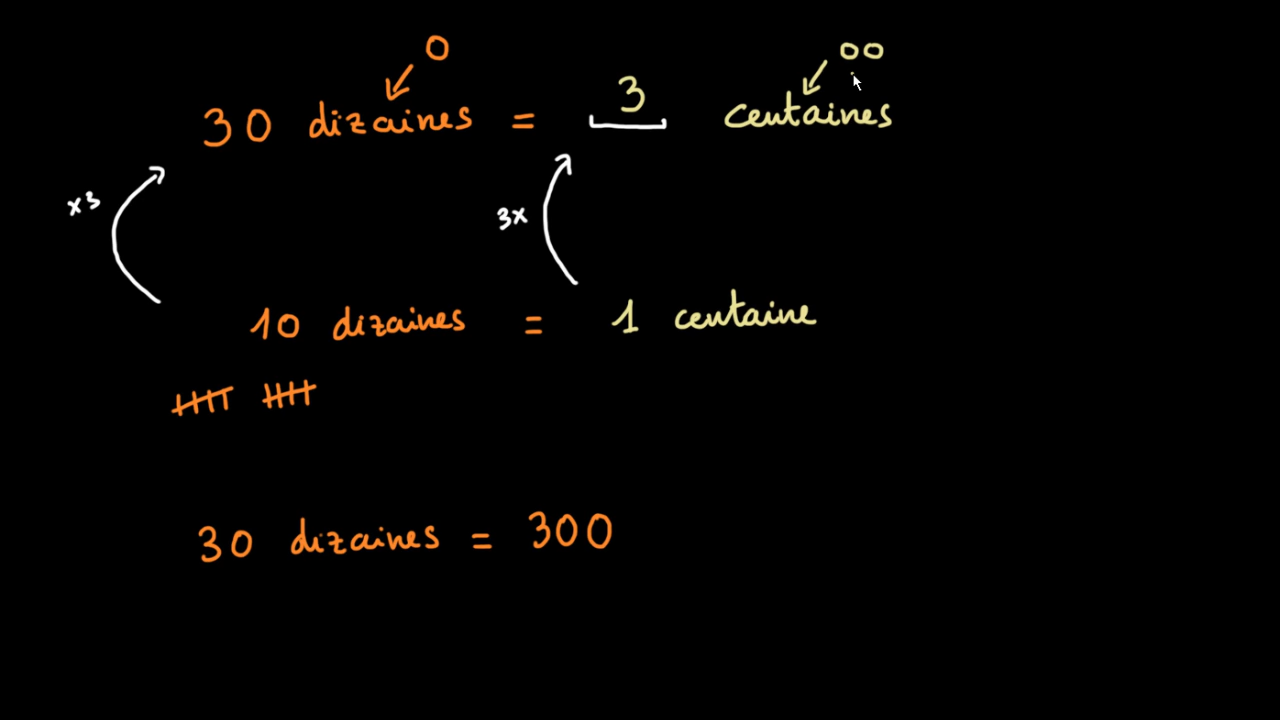 0 00
30 dizaines = 3 centaines
x3 3x
10 dizaines = 1 centaine
30 dizaines = 300